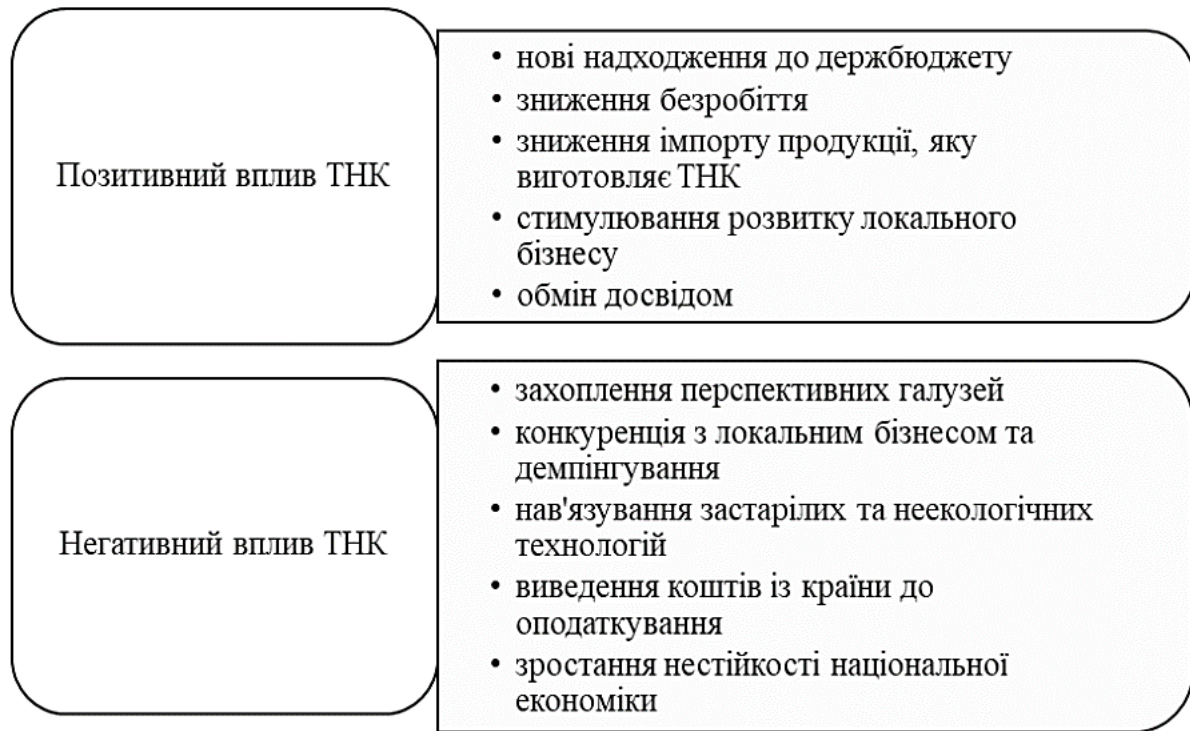 Позитивний вплив ТНК
• нові надходження до держбюджету
• зниження безробіття
• зниження імпорту продукції, яку
виготовляє ТНК
• стимулювання розвитку локального
бізнесу
• обмін досвідом
Негативний вплив ТНК
• захоплення перспективних галузей
• конкуренція з локальним бізнесом та
демпінгування
• нав'язування застарілих та неекологічних
технологій
• виведення коштів із країни до
оподаткування
• зростання нестійкості національної
економіки